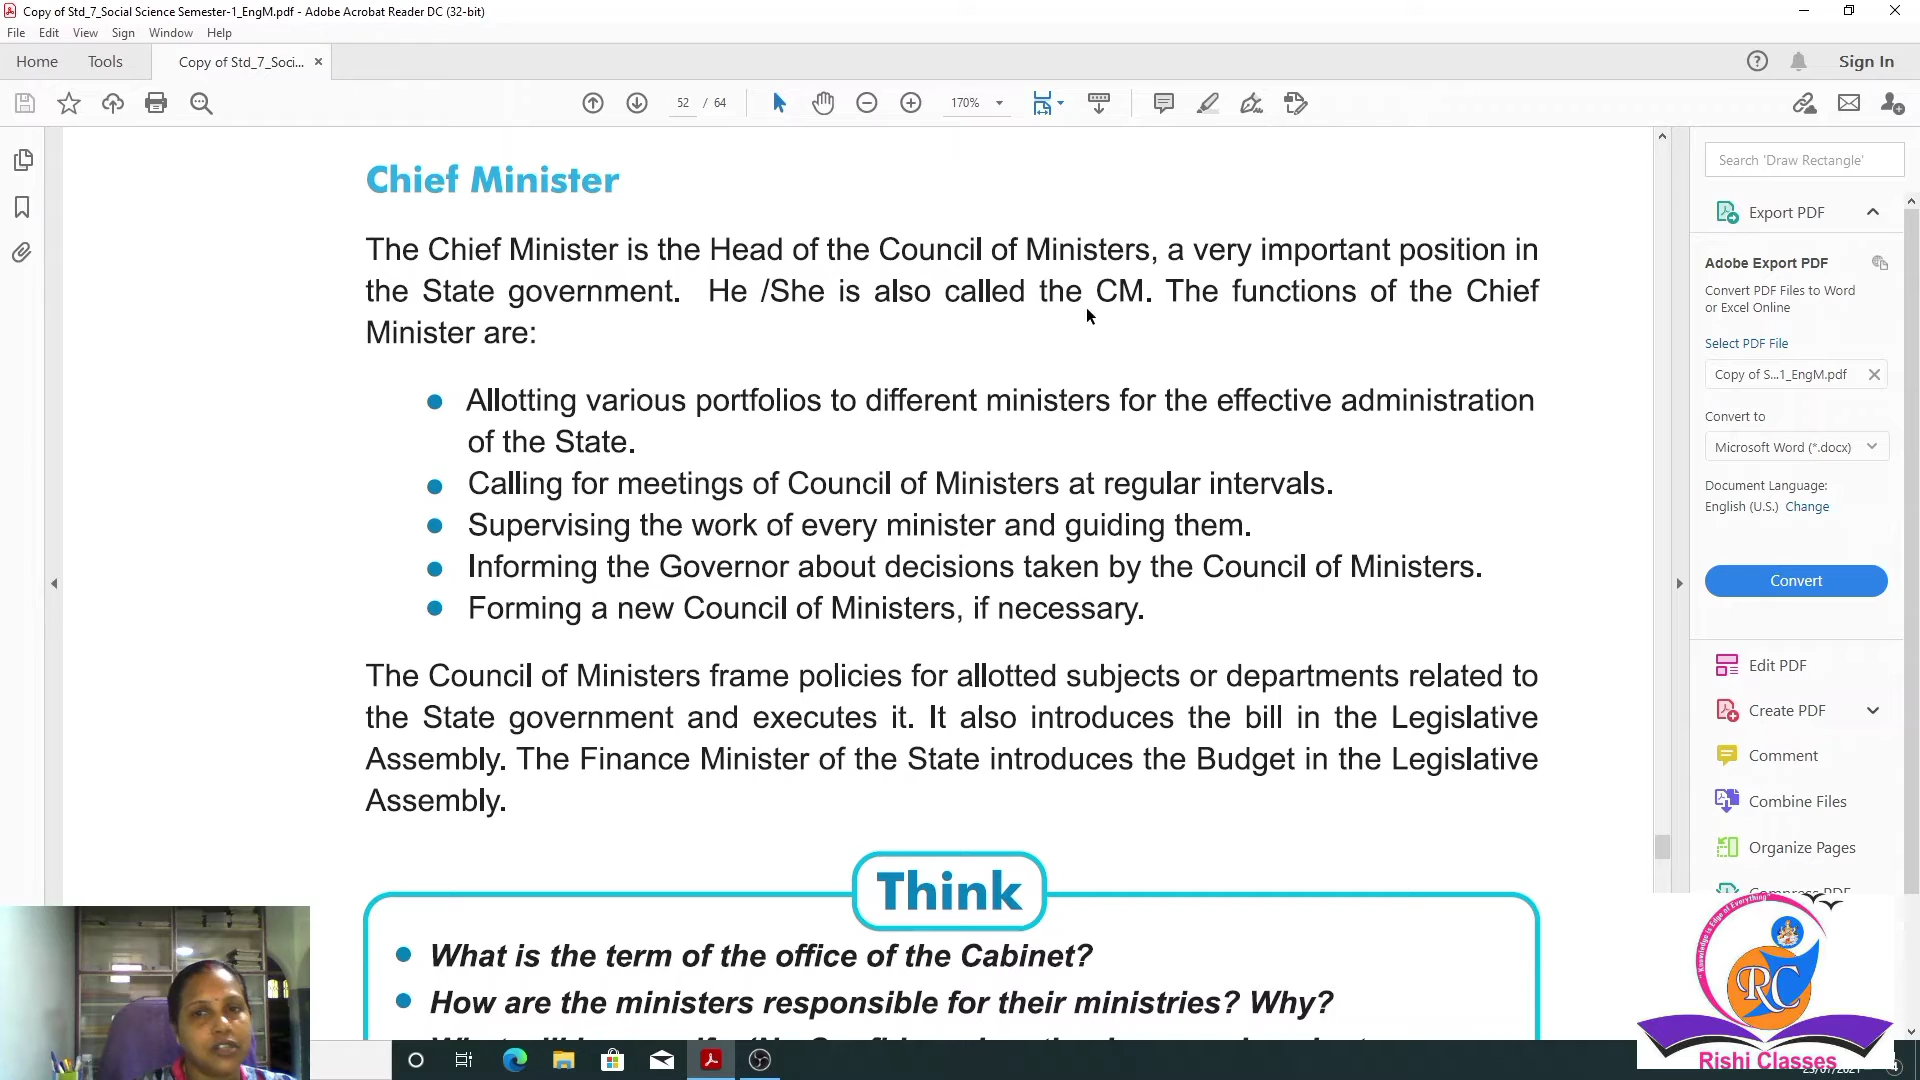 Copy of Std_7_Social Science Semester-1_EngM.pdf - Adobe Acrobat Reader DC (32-bit)
File Edit View Sign Window Help
Home Tools Copy of Std_7_Soci... Sign In
52 / 64 170%
Chief Minister
The Chief Minister is the Head of the Council of Ministers, a very important position in
the State government. He /She is also called the CM. The functions of the Chief
Minister are:
Allotting various portfolios to different ministers for the effective administration
of the State.
Calling for meetings of Council of Ministers at regular intervals.
Supervising the work of every minister and guiding them.
Informing the Governor about decisions taken by the Council of Ministers.
Forming a new Council of Ministers, if necessary.
The Council of Ministers frame policies for allotted subjects or departments related to
the State government and executes it. It also introduces the bill in the Legislative
Assembly. The Finance Minister of the State introduces the Budget in the Legislative
Assembly.
Think
What is the term of the office of the Cabinet?
How are the ministers responsible for their ministries? Why?
Search 'Draw Rectangle'
Export PDF
Adobe Export PDF
Convert PDF Files to Word
or Excel Online
Select PDF File
Copy of S...1_EngM.pdf
Convert to
Microsoft Word (*.docx)
Document Language:
English (U.S.) Change
Convert
Edit PDF
Create PDF
Comment
Combine Files
Organize Pages
Compress PDF
"Knowledge is Edge of Everything"
RC
Rishi Classes